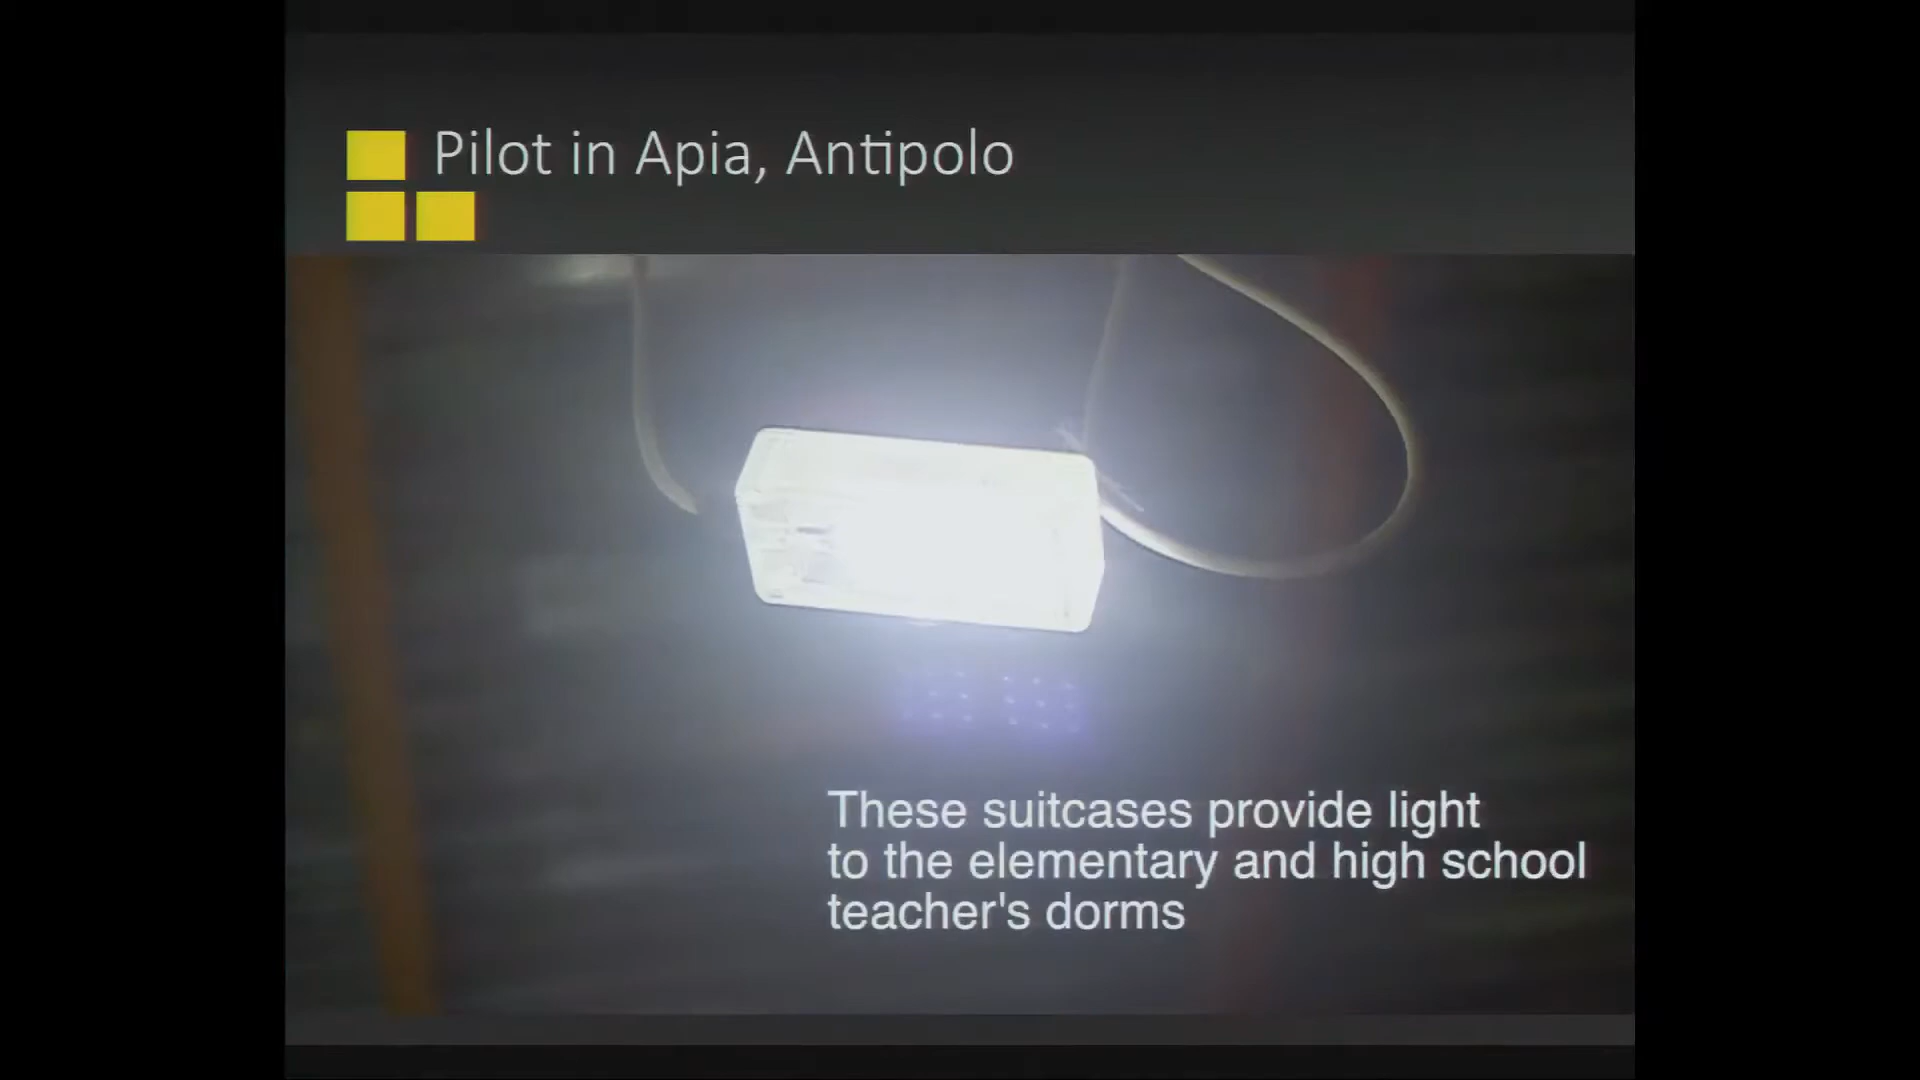 Pilot in Apia, Antipolo
These suitcases provide light
to the elementary and high school
teacher's dorms